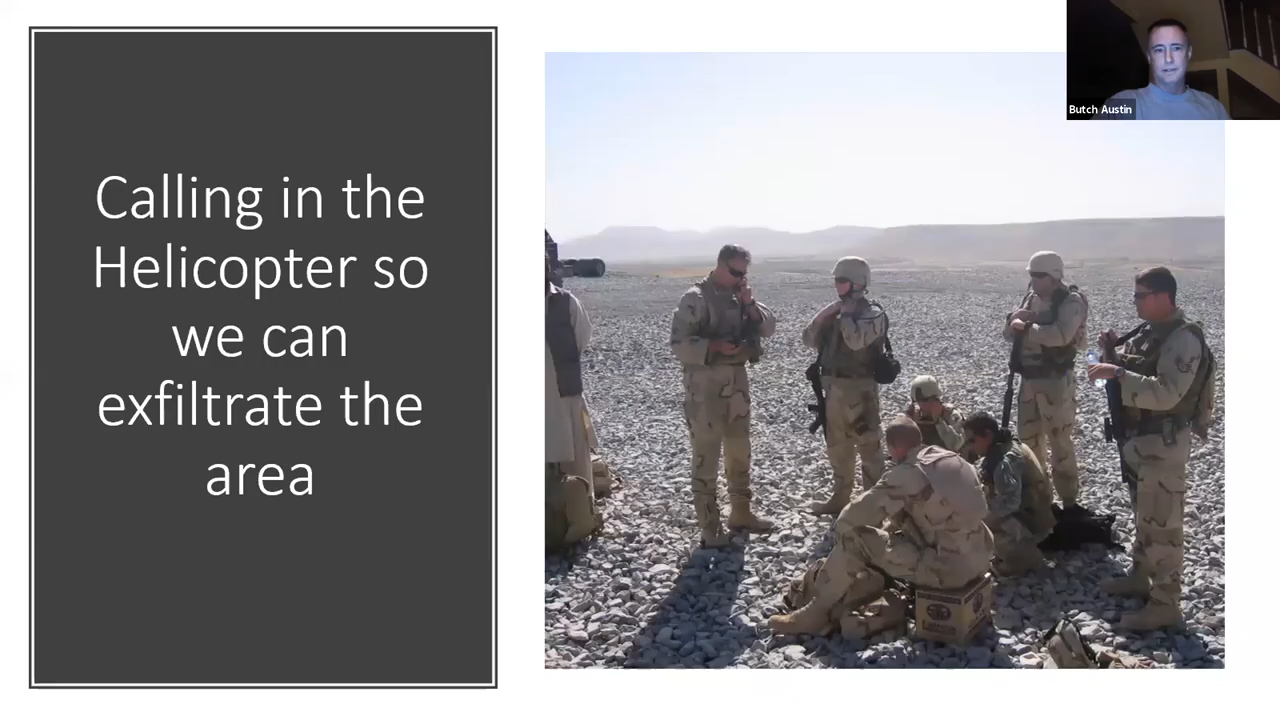 Calling in the
Helicopter so
we can
exfiltrate the
area
Butch Austin